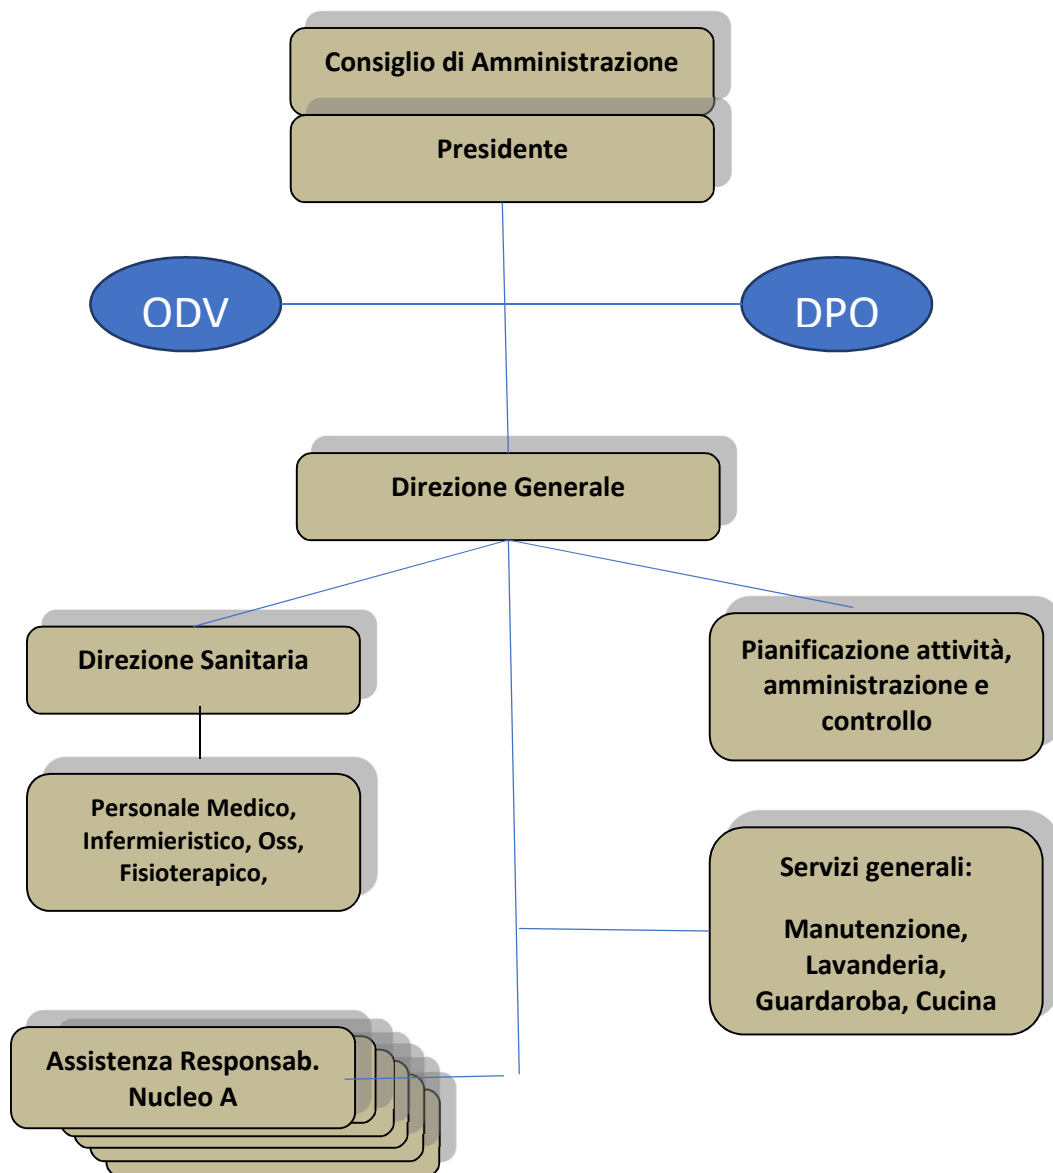 Consiglio di Amministrazione
Presidente
ODV
DPO
Direzione Generale
Direzione Sanitaria
Pianificazione attività,
amministrazione e
controllo
Personale Medico,
Infermieristico, Oss,
Fisioterapico,
Servizi generali:
Manutenzione,
Lavanderia,
Guardaroba, Cucina
Assistenza Responsab.
Nucleo A